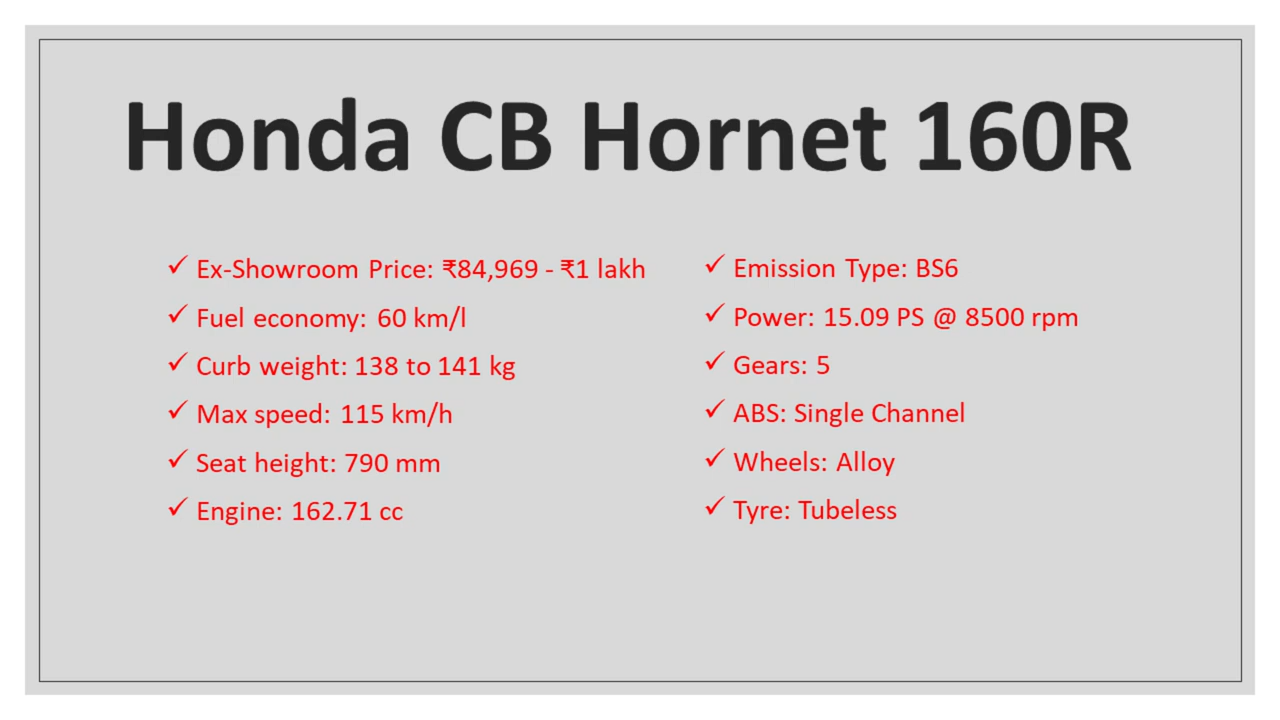 Honda CB Hornet 160R
✓ Ex-Showroom Price: ₹84,969 - ₹1 lakh
✓ Fuel economy: 60 km/l
✓ Curb weight: 138 to 141 kg
✓ Max speed: 115 km/h
✓ Seat height: 790 mm
✓ Engine: 162.71 cc
✓ Emission Type: BS6
✓ Power: 15.09 PS @ 8500 rpm
✓ Gears: 5
✓ ABS: Single Channel
✓ Wheels: Alloy
✓ Tyre: Tubeless